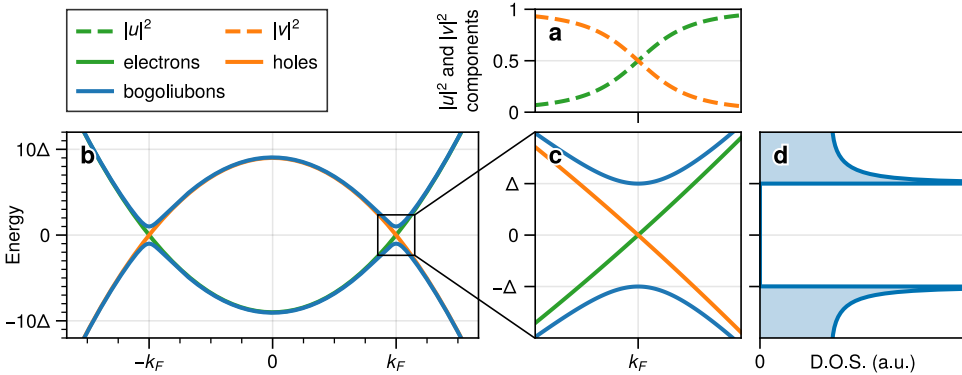 |u|² |v|²
electrons holes
bogoliubons
|u|² and |v|²
components
1
0.5
0
a
Energy
10Δ
0
−10Δ
b
−k_F 0 k_F
c
Δ
0
−Δ
k_F
d
0 D.O.S. (a.u.)